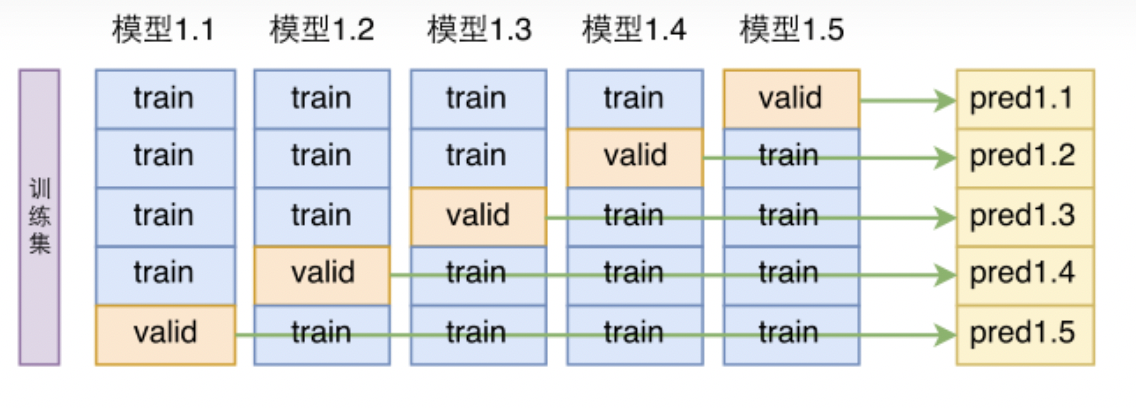 模型1.1 模型1.2 模型1.3 模型1.4 模型1.5
train train train train valid pred1.1
train train train valid train pred1.2
训练集
train train valid train train pred1.3
train valid train train train pred1.4
valid train train train train pred1.5